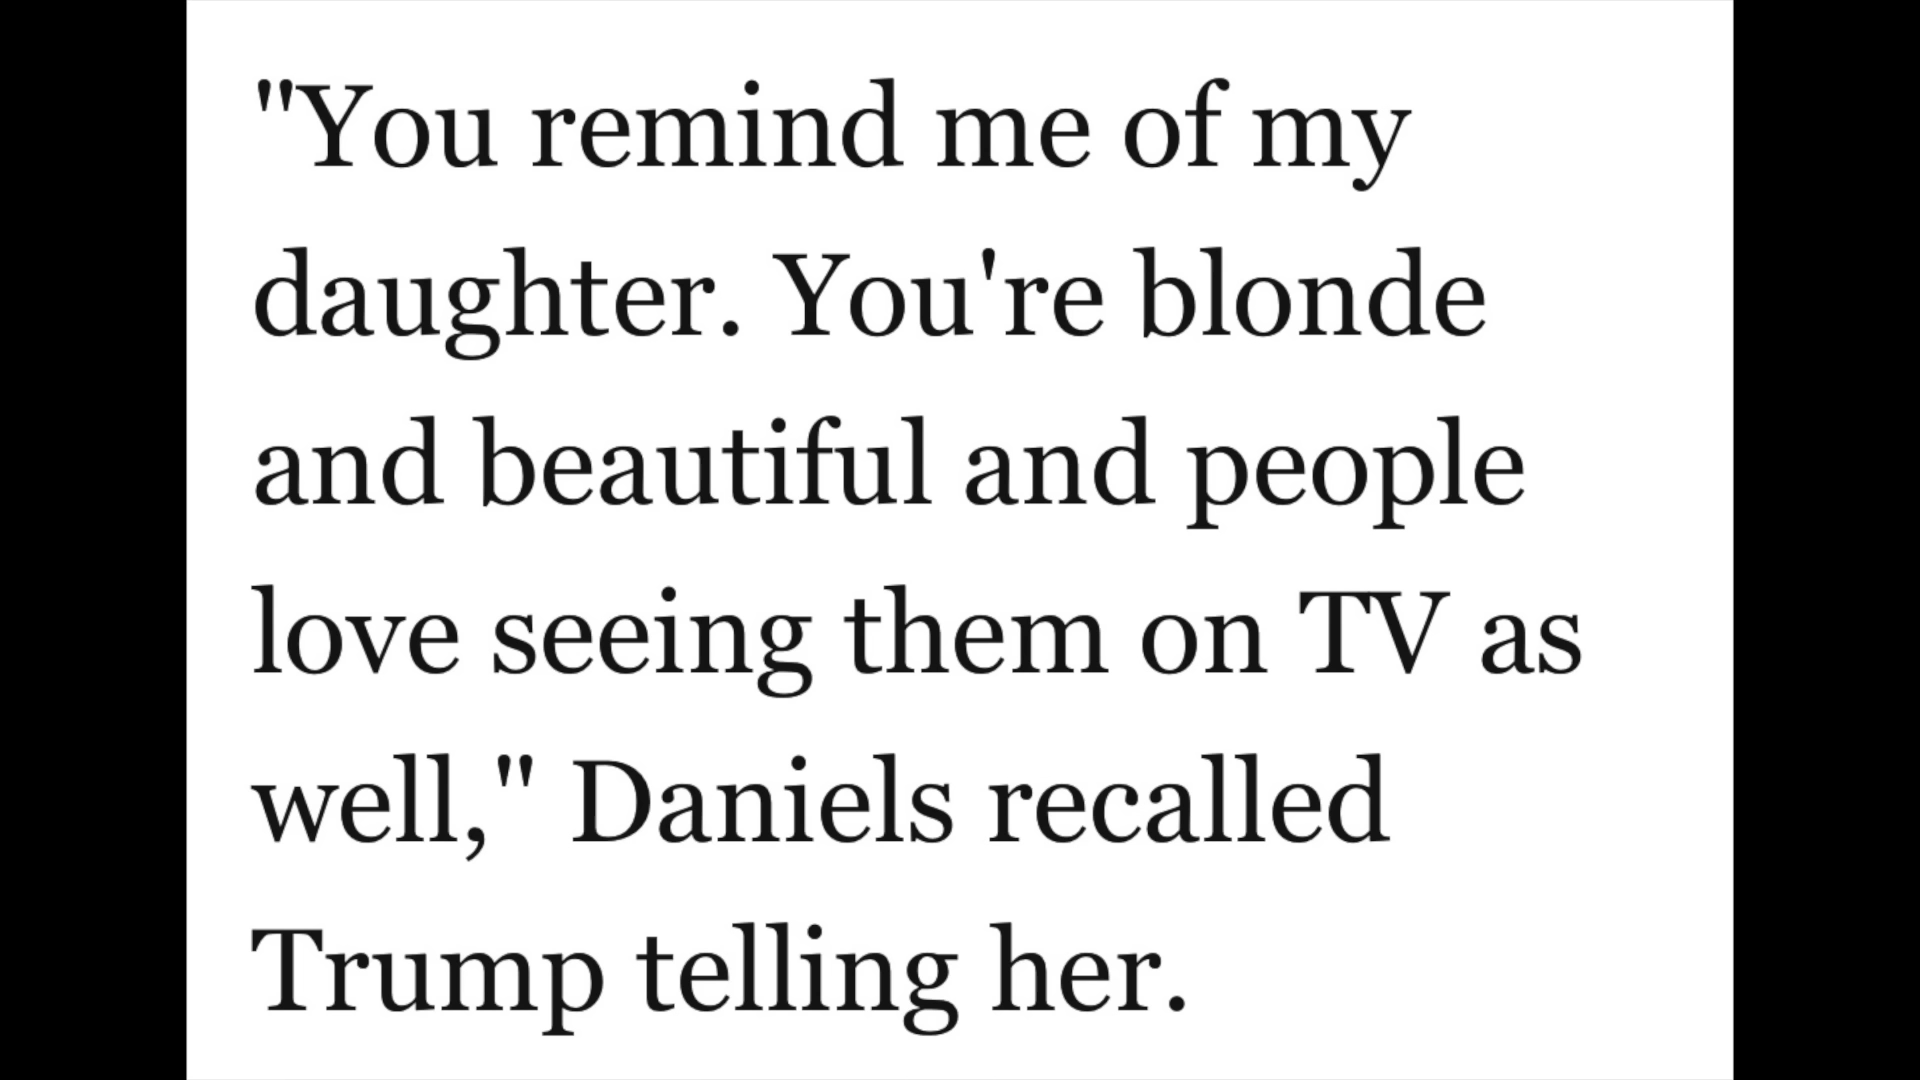 "You remind me of my
daughter. You're blonde
and beautiful and people
love seeing them on TV as
well," Daniels recalled
Trump telling her.